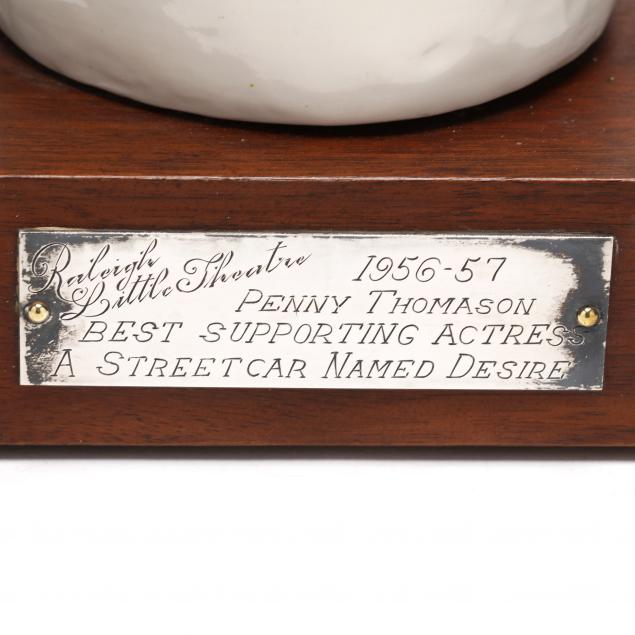 Raleigh Little Theatre 1956-57
PENNY THOMASON
BEST SUPPORTING ACTRESS
A STREETCAR NAMED DESIRE